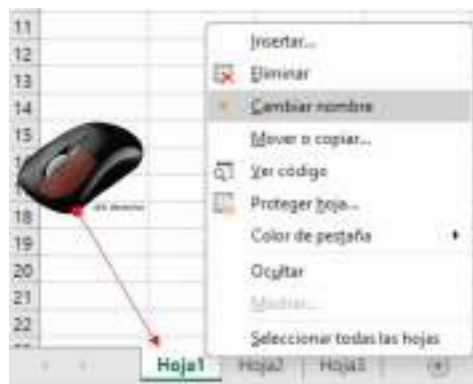 11
12
13
14
15
18
19
20
21
22
Insertar...
Eliminar
Cambiar nombre
Mover o copiar...
Ver código
Proteger hoja...
Color de pestaña
Ocultar
Mostrar...
Seleccionar todas las hojas
Hoja1 Hoja2 Hoja3